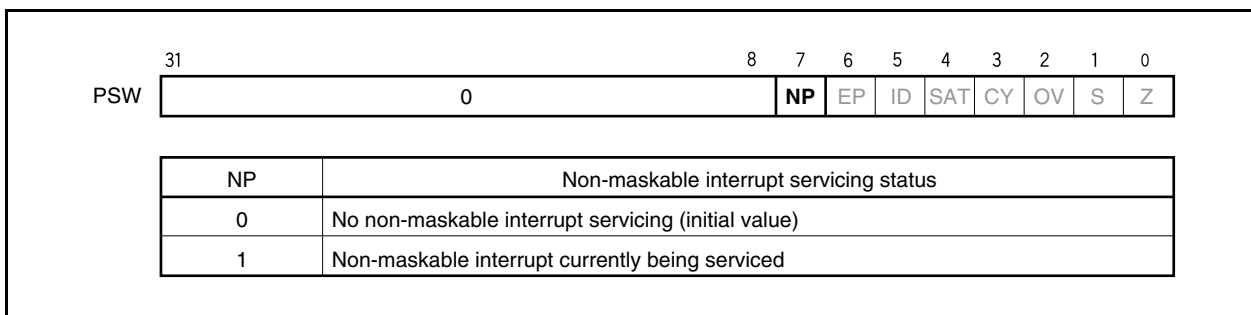 31 8 7 6 5 4 3 2 1 0
PSW 0 NP EP ID SAT CY OV S Z
NP Non-maskable interrupt servicing status
0 No non-maskable interrupt servicing (initial value)
1 Non-maskable interrupt currently being serviced